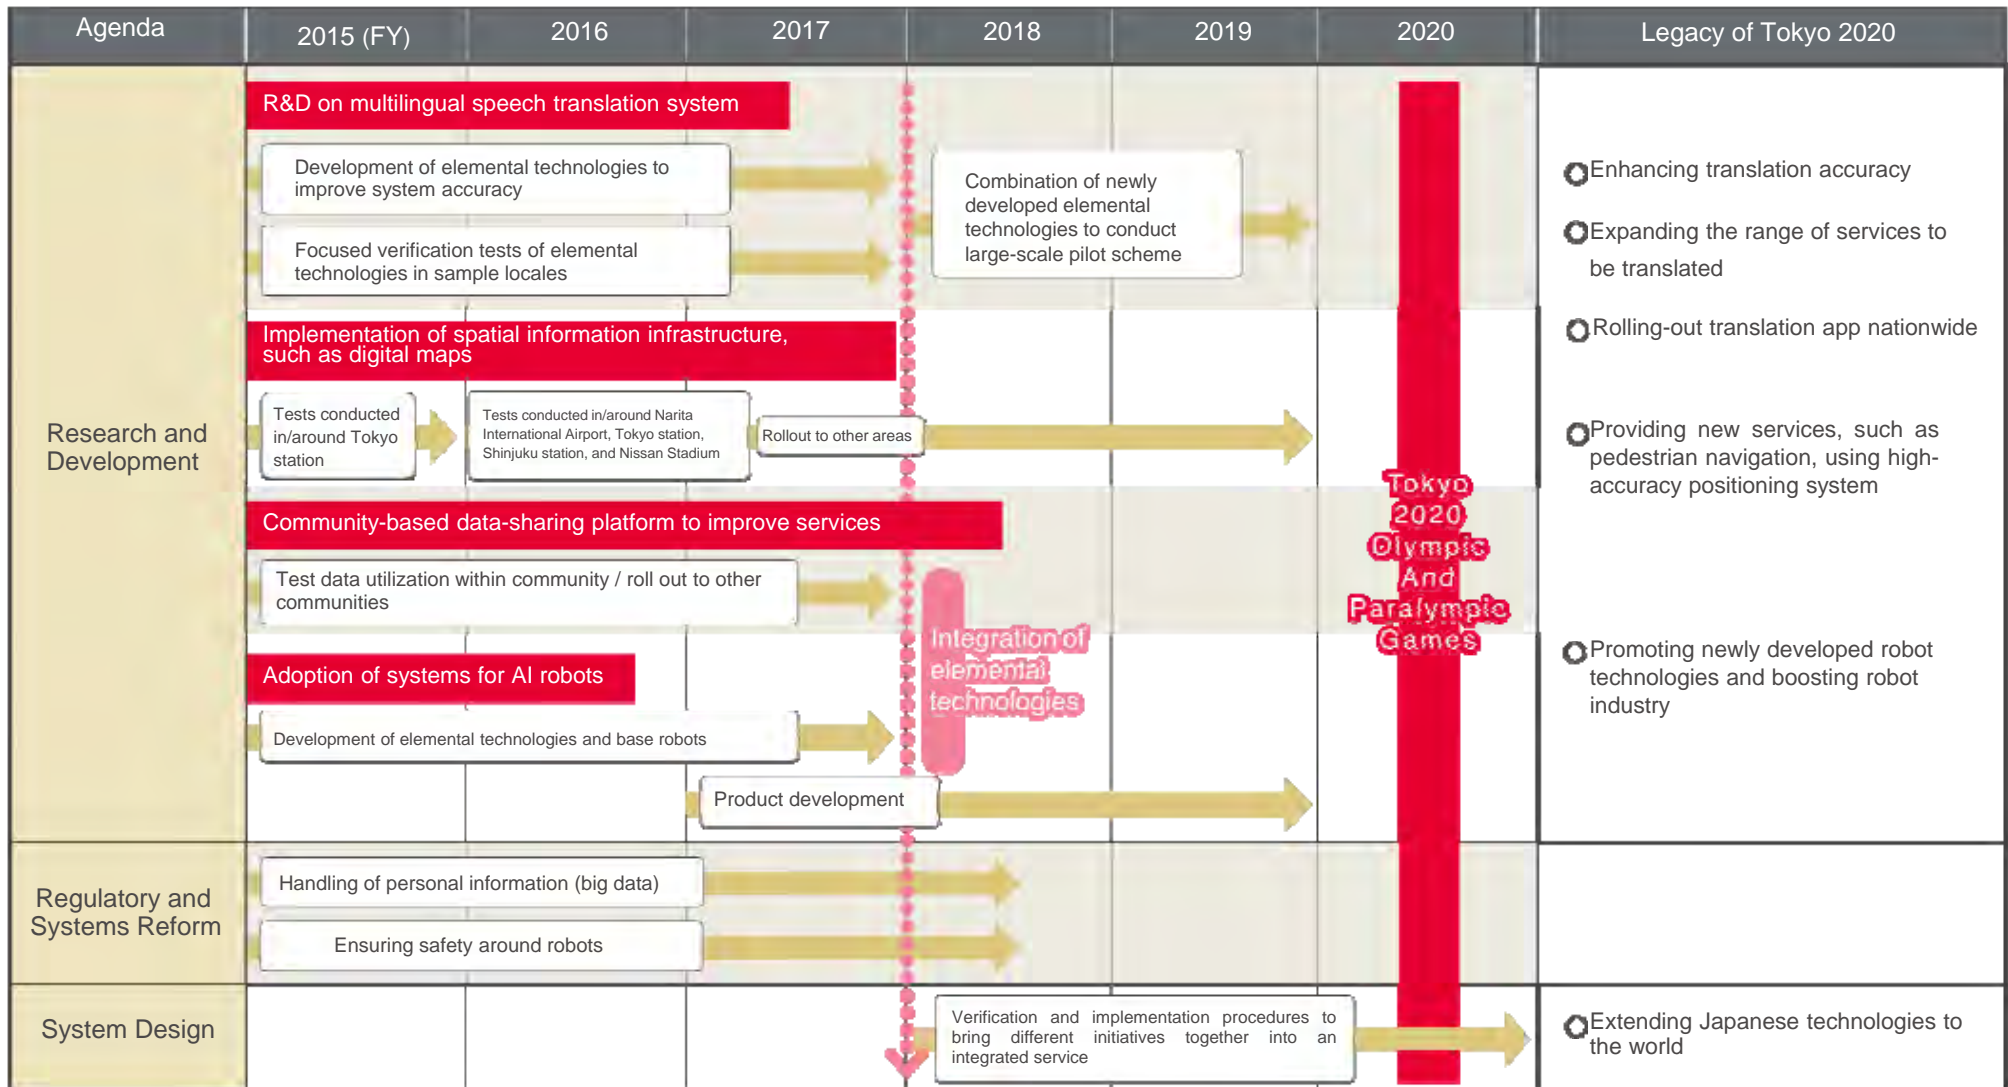 Agenda
2015 (FY)
2016
2017
2018
2019
2020
Legacy of Tokyo 2020
Research and
Development
R&D on multilingual speech translation system
Development of elemental technologies to
improve system accuracy
Focused verification tests of elemental
technologies in sample locales
Combination of newly
developed elemental
technologies to conduct
large-scale pilot scheme
Implementation of spatial information infrastructure,
such as digital maps
Tests conducted
in/around Tokyo
station
Tests conducted in/around Narita
International Airport, Tokyo station,
Shinjuku station, and Nissan Stadium
Rollout to other areas
Community-based data-sharing platform to improve services
Test data utilization within community / roll out to other
communities
Adoption of systems for AI robots
Development of elemental technologies and base robots
Product development
Integration of
elemental
technologies
Tokyo
2020
Olympic
And
Paralympic
Games
Enhancing translation accuracy
Expanding the range of services to
be translated
Rolling-out translation app nationwide
Providing new services, such as
pedestrian navigation, using high-
accuracy positioning system
Promoting newly developed robot
technologies and boosting robot
industry
Regulatory and
Systems Reform
Handling of personal information (big data)
Ensuring safety around robots
System Design
Verification and implementation procedures to
bring different initiatives together into an
integrated service
Extending Japanese technologies to
the world